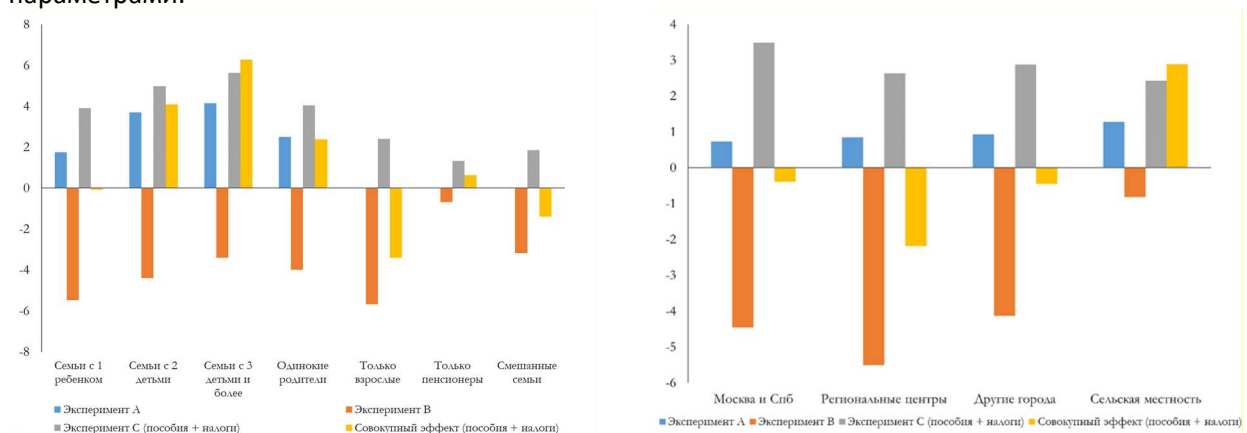 параметрами.
8
6
4
2
0
-2
-4
-6
-8
Семьи с 1 ребенком
Семьи с 2 детьми
Семьи с 3 детьми и более
Одинокие родители
Только взрослые
Только пенсионеры
Смешанные семьи
Эксперимент А
Эксперимент В
Эксперимент С (пособия + налоги)
Совокупный эффект (пособия + налоги)
4
3
2
1
0
-1
-2
-3
-4
-5
-6
Москва и Спб
Региональные центры
Другие города
Сельская местность
Эксперимент А
Эксперимент В
Эксперимент С (пособия + налоги)
Совокупный эффект (пособия + налоги)